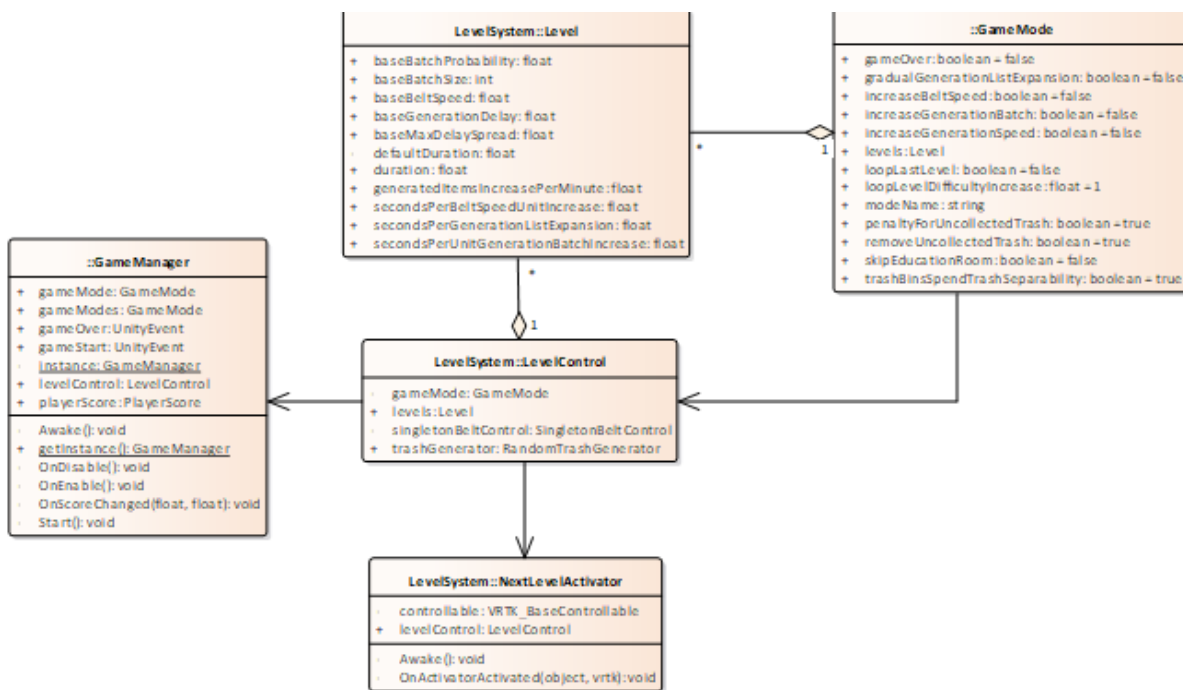 LevelSystem::Level
+ baseBatchProbability: float
+ baseBatchSize: int
+ baseBeltSpeed: float
+ baseGenerationDelay: float
+ baseMaxDelaySpread: float
defaultDuration: float
+ duration: float
+ generatedItemsIncreasePerMinute: float
+ secondsPerBeltSpeedUnitIncrease: float
+ secondsPerGenerationListExpansion: float
+ secondsPerUnitGenerationBatchIncrease: float
::GameMode
+ gameOver: boolean = false
+ gradualGenerationListExpansion: boolean = false
+ increaseBeltSpeed: boolean = false
+ increaseGenerationBatch: boolean = false
+ increaseGenerationSpeed: boolean = false
+ levels: Level
+ loopLastLevel: boolean = false
+ loopLevelDifficultyIncrease: float = 1
+ modeName: string
+ penaltyForUncollectedTrash: boolean = true
+ removeUncollectedTrash: boolean = true
+ skipEducationRoom: boolean = false
+ trashBinsSpendTrashSeparability: boolean = true
*
1
*
1
::GameManager
+ gameMode: GameMode
+ gameModes: GameMode
+ gameOver: UnityEvent
+ gameStart: UnityEvent
instance: GameManager
+ levelControl: LevelControl
+ playerScore: PlayerScore
Awake(): void
+ getInstance(): GameManager
OnDisable(): void
OnEnable(): void
OnScoreChanged(float, float): void
Start(): void
LevelSystem::LevelControl
gameMode: GameMode
+ levels: Level
singletonBeltControl: SingletonBeltControl
+ trashGenerator: RandomTrashGenerator
LevelSystem::NextLevelActivator
controllable: VRTK_BaseControllable
+ levelControl: LevelControl
Awake(): void
OnActivatorActivated(object, vrtk): void